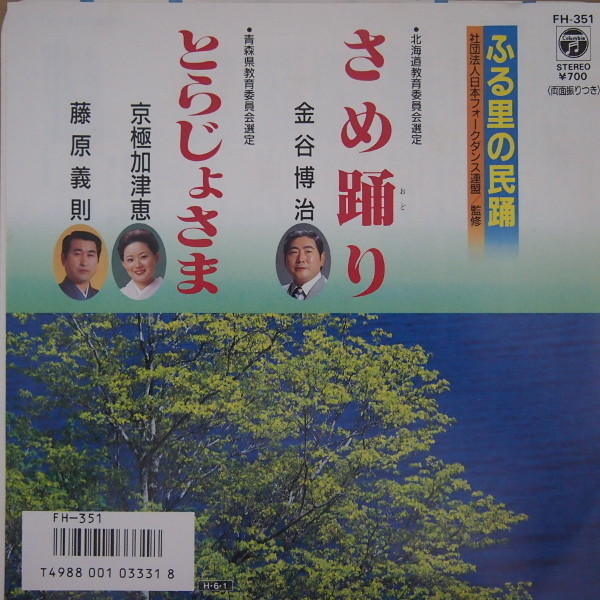 FH-351
Columbia
STEREO
¥700
(両面振りつき)
ふる里の民踊
社団法人日本フォークダンス連盟/監修
●北海道教育委員会選定
さめ踊り
おど
金谷博治
●青森県教育委員会選定
とらじょさま
京極加津恵
藤原義則
FH-351
T4988 001 03331 8
H·6·1